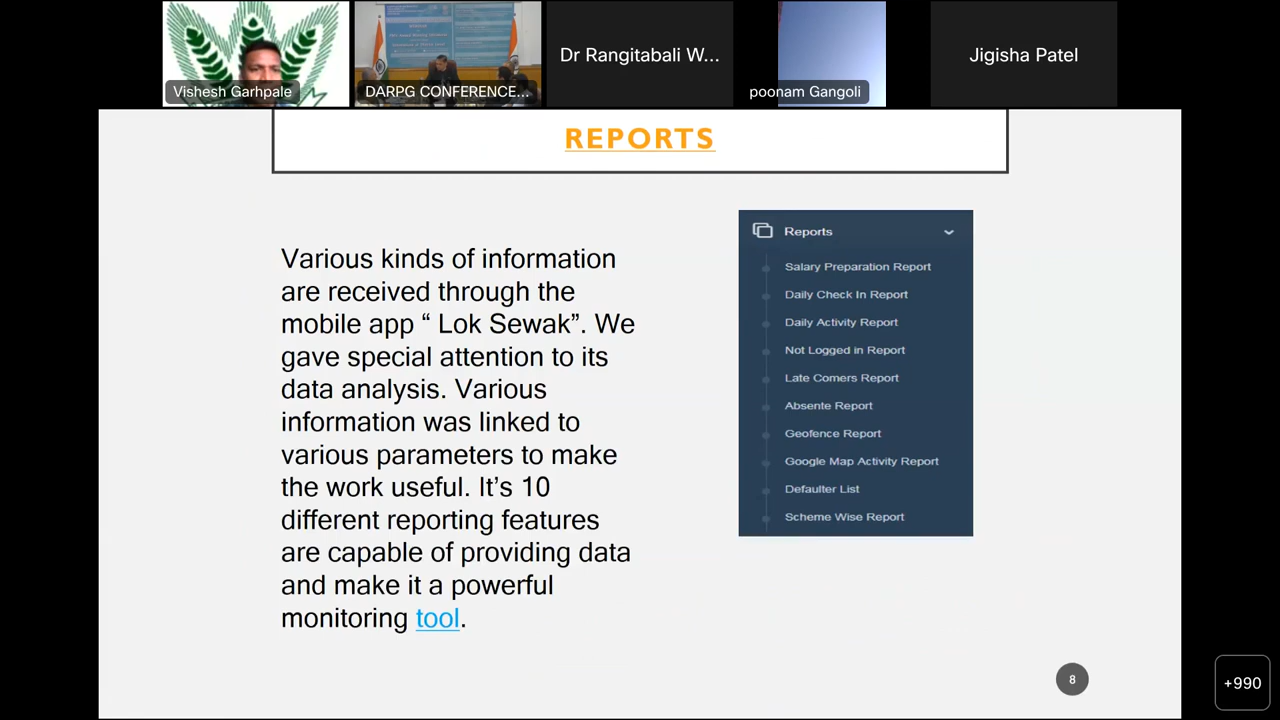 Vishesh Garhpale
DARPG CONFERENCE...
Dr Rangitabali W...
poonam Gangoli
Jigisha Patel
REPORTS
Various kinds of information
are received through the
mobile app “ Lok Sewak”. We
gave special attention to its
data analysis. Various
information was linked to
various parameters to make
the work useful. It’s 10
different reporting features
are capable of providing data
and make it a powerful
monitoring tool.
Reports
Salary Preparation Report
Daily Check In Report
Daily Activity Report
Not Logged in Report
Late Comers Report
Absente Report
Geofence Report
Google Map Activity Report
Defaulter List
Scheme Wise Report
8
+990